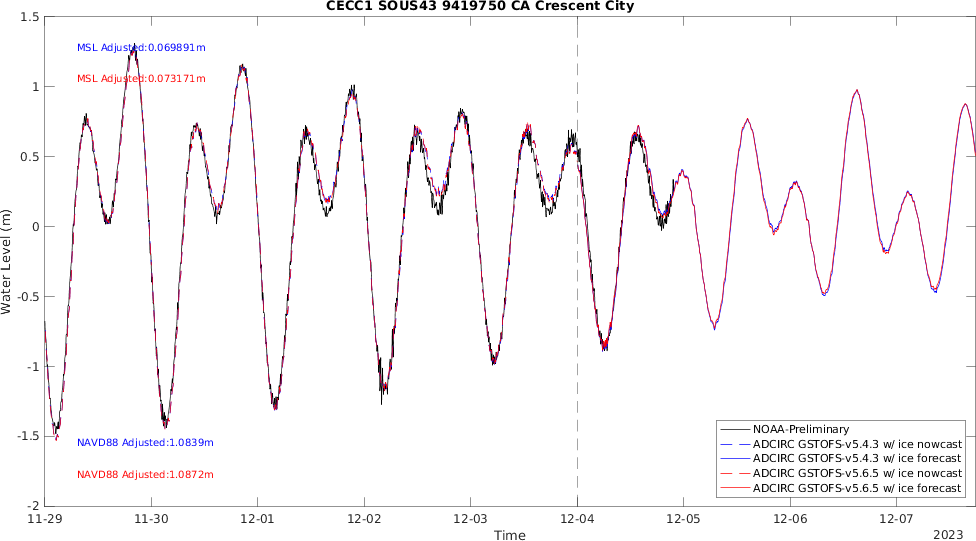 CECC1 SOUS43 9419750 CA Crescent City
1.5
MSL Adjusted:0.069891m
1
MSL Adjusted:0.073171m
0.5
0
Water Level (m)
-0.5
-1
-1.5
NAVD88 Adjusted:1.0839m
NAVD88 Adjusted:1.0872m
-2
NOAA-Preliminary
ADCIRC GSTOFS-v5.4.3 w/ ice nowcast
ADCIRC GSTOFS-v5.4.3 w/ ice forecast
ADCIRC GSTOFS-v5.6.5 w/ ice nowcast
ADCIRC GSTOFS-v5.6.5 w/ ice forecast
11-29 11-30 12-01 12-02 12-03 12-04 12-05 12-06 12-07
Time
2023